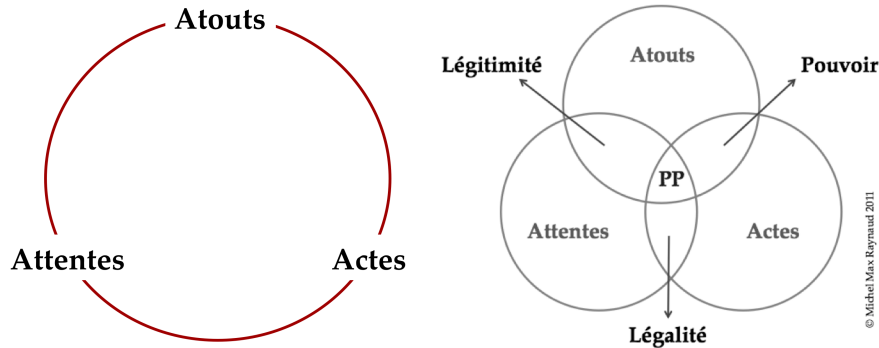 Atouts
Attentes
Actes
Atouts
Légitimité
Pouvoir
PP
Attentes
Actes
Légalité
© Michel Max Raynaud 2011